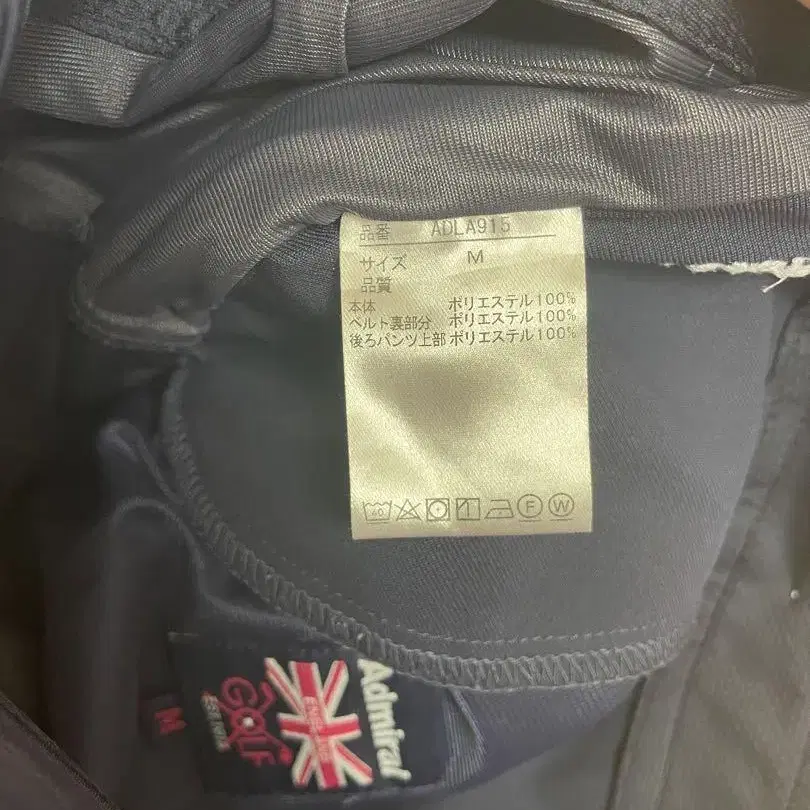 品番 ADLA915
サイズ M
品質
本体 ポリエステル100%
ベルト裏部分 ポリエステル100%
後ろパンツ上部 ポリエステル100%
40 F W
Admiral
ENGLAND
GOLF
M